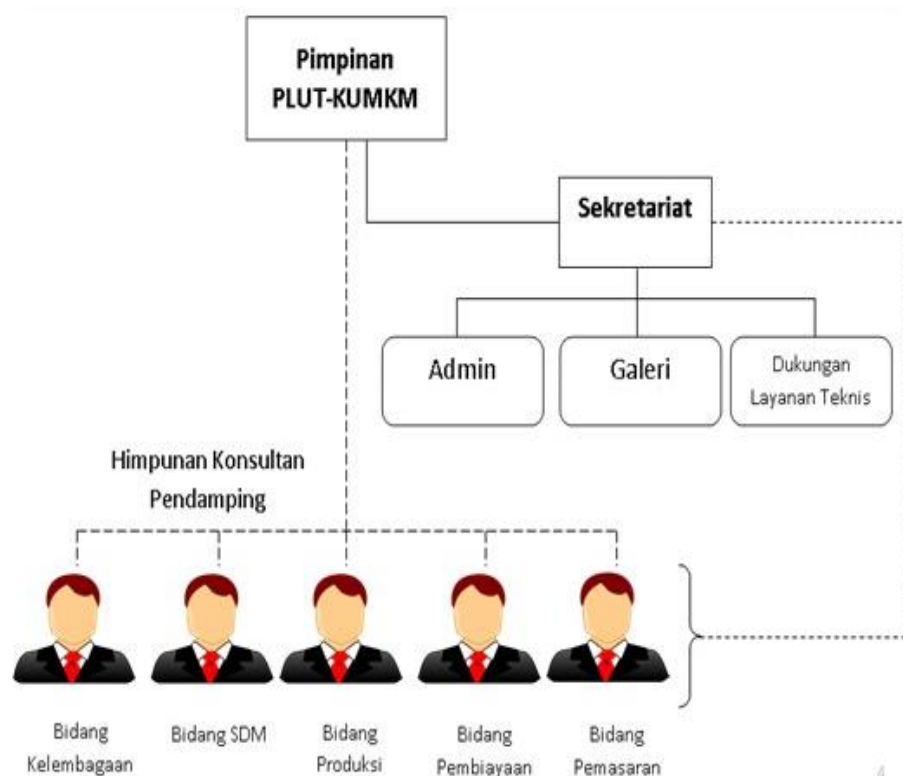 Pimpinan
PLUT-KUMKM
Sekretariat
Admin
Galeri
Dukungan
Layanan Teknis
Himpunan Konsultan
Pendamping
Bidang
Kelembagaan
Bidang SDM
Bidang
Produksi
Bidang
Pembiayaan
Bidang
Pemasaran
4